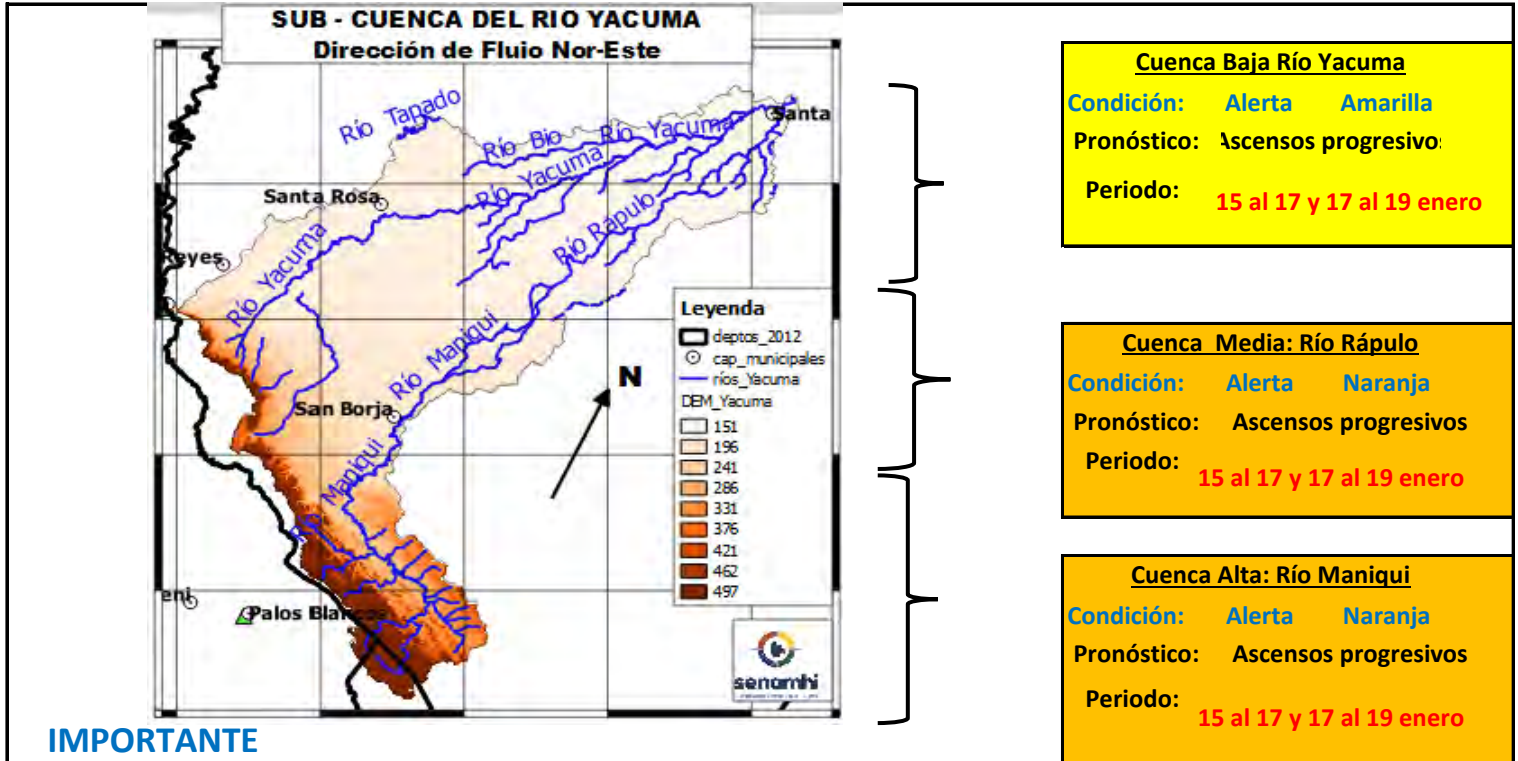 SUB - CUENCA DEL RIO YACUMA
Dirección de Fluio Nor-Este
Río Tapado
Río Bio
Río Yacuma
Santa
Río Yacuma
Santa Rosa
Río Rápulo
Reyes
Río Yacuma
Río Maniqui
San Borja
Río Maniqui
eni
Palos Blancos
N
Leyenda
deptos_2012
cap_municipales
ríos_Yacuma
DEM_Yacuma
151
196
241
286
331
376
421
462
497
senamhi
IMPORTANTE
Cuenca Baja Río Yacuma
Condición: Alerta Amarilla
Pronóstico: Ascensos progresivos
Periodo: 15 al 17 y 17 al 19 enero
Cuenca Media: Río Rápulo
Condición: Alerta Naranja
Pronóstico: Ascensos progresivos
Periodo: 15 al 17 y 17 al 19 enero
Cuenca Alta: Río Maniqui
Condición: Alerta Naranja
Pronóstico: Ascensos progresivos
Periodo: 15 al 17 y 17 al 19 enero